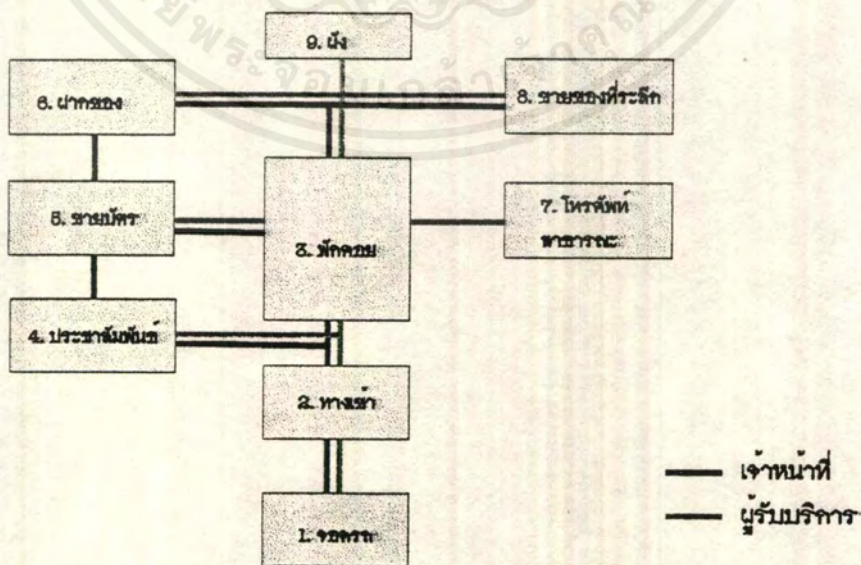 9. ผัง
6. ฝากของ
8. ขายของที่ระลึก
5. ขายบัตร
3. พักคอย
7. โทรศัพท์
สาธารณะ
4. ประชาสัมพันธ์
2. ทางเข้า
1. จอดรถ
เจ้าหน้าที่
ผู้รับบริการ